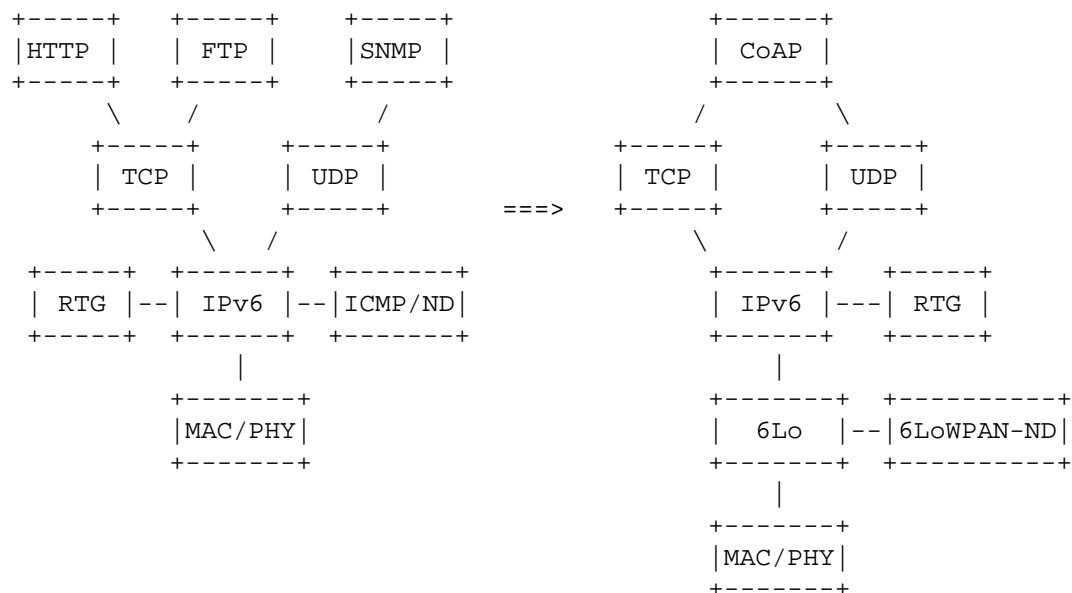 +-----+   +-----+    +-----+                +------+
|HTTP |   | FTP |    |SNMP |                | CoAP |
+-----+   +-----+    +-----+                +------+
      \    /           /                   /        \
     +-----+     +-----+              +-----+      +-----+
     | TCP |     | UDP |              | TCP |      | UDP |
     +-----+     +-----+       ===>   +-----+      +-----+
            \   /                          \        /
 +-----+  +------+  +-------+               +------+  +-----+
 | RTG |--| IPv6 |--|ICMP/ND|               | IPv6 |---| RTG |
 +-----+  +------+  +-------+               +------+  +-----+
              |                                 |
          +-------+                         +-------+  +----------+
          |MAC/PHY|                         |  6Lo  |--|6LoWPAN-ND|
          +-------+                         +-------+  +----------+
                                                |
                                            +-------+
                                            |MAC/PHY|
                                            +-------+